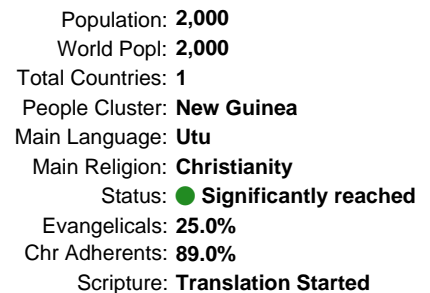 Population: 2,000
World Popl: 2,000
Total Countries: 1
People Cluster: New Guinea
Main Language: Utu
Main Religion: Christianity
Status: Significantly reached
Evangelicals: 25.0%
Chr Adherents: 89.0%
Scripture: Translation Started